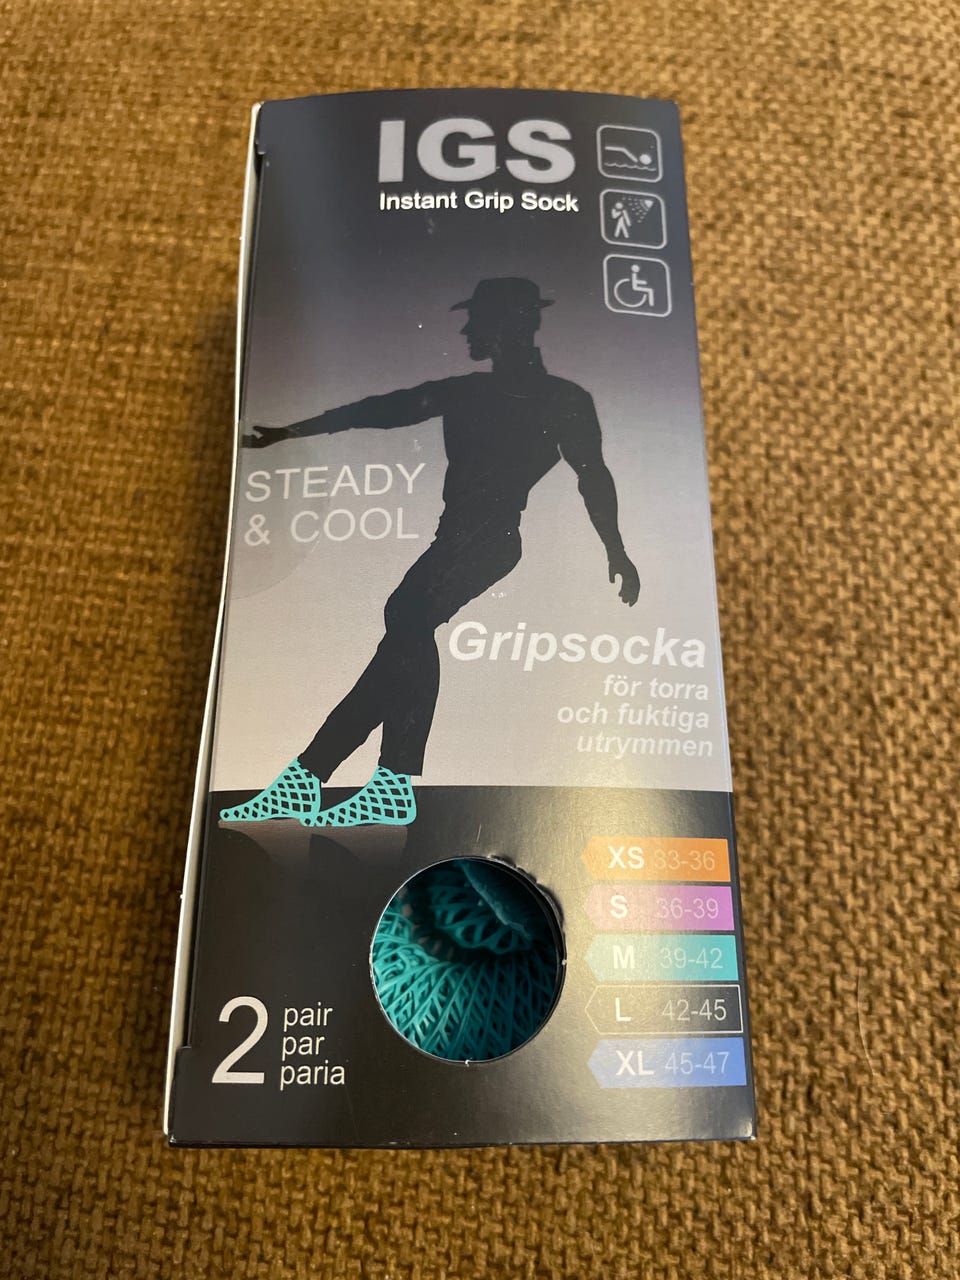 IGS
Instant Grip Sock
STEADY
& COOL
Gripsocka
för torra
och fuktiga
utrymmen
XS 33-36
S 36-39
M 39-42
L 42-45
XL 45-47
2 pair
par
paria